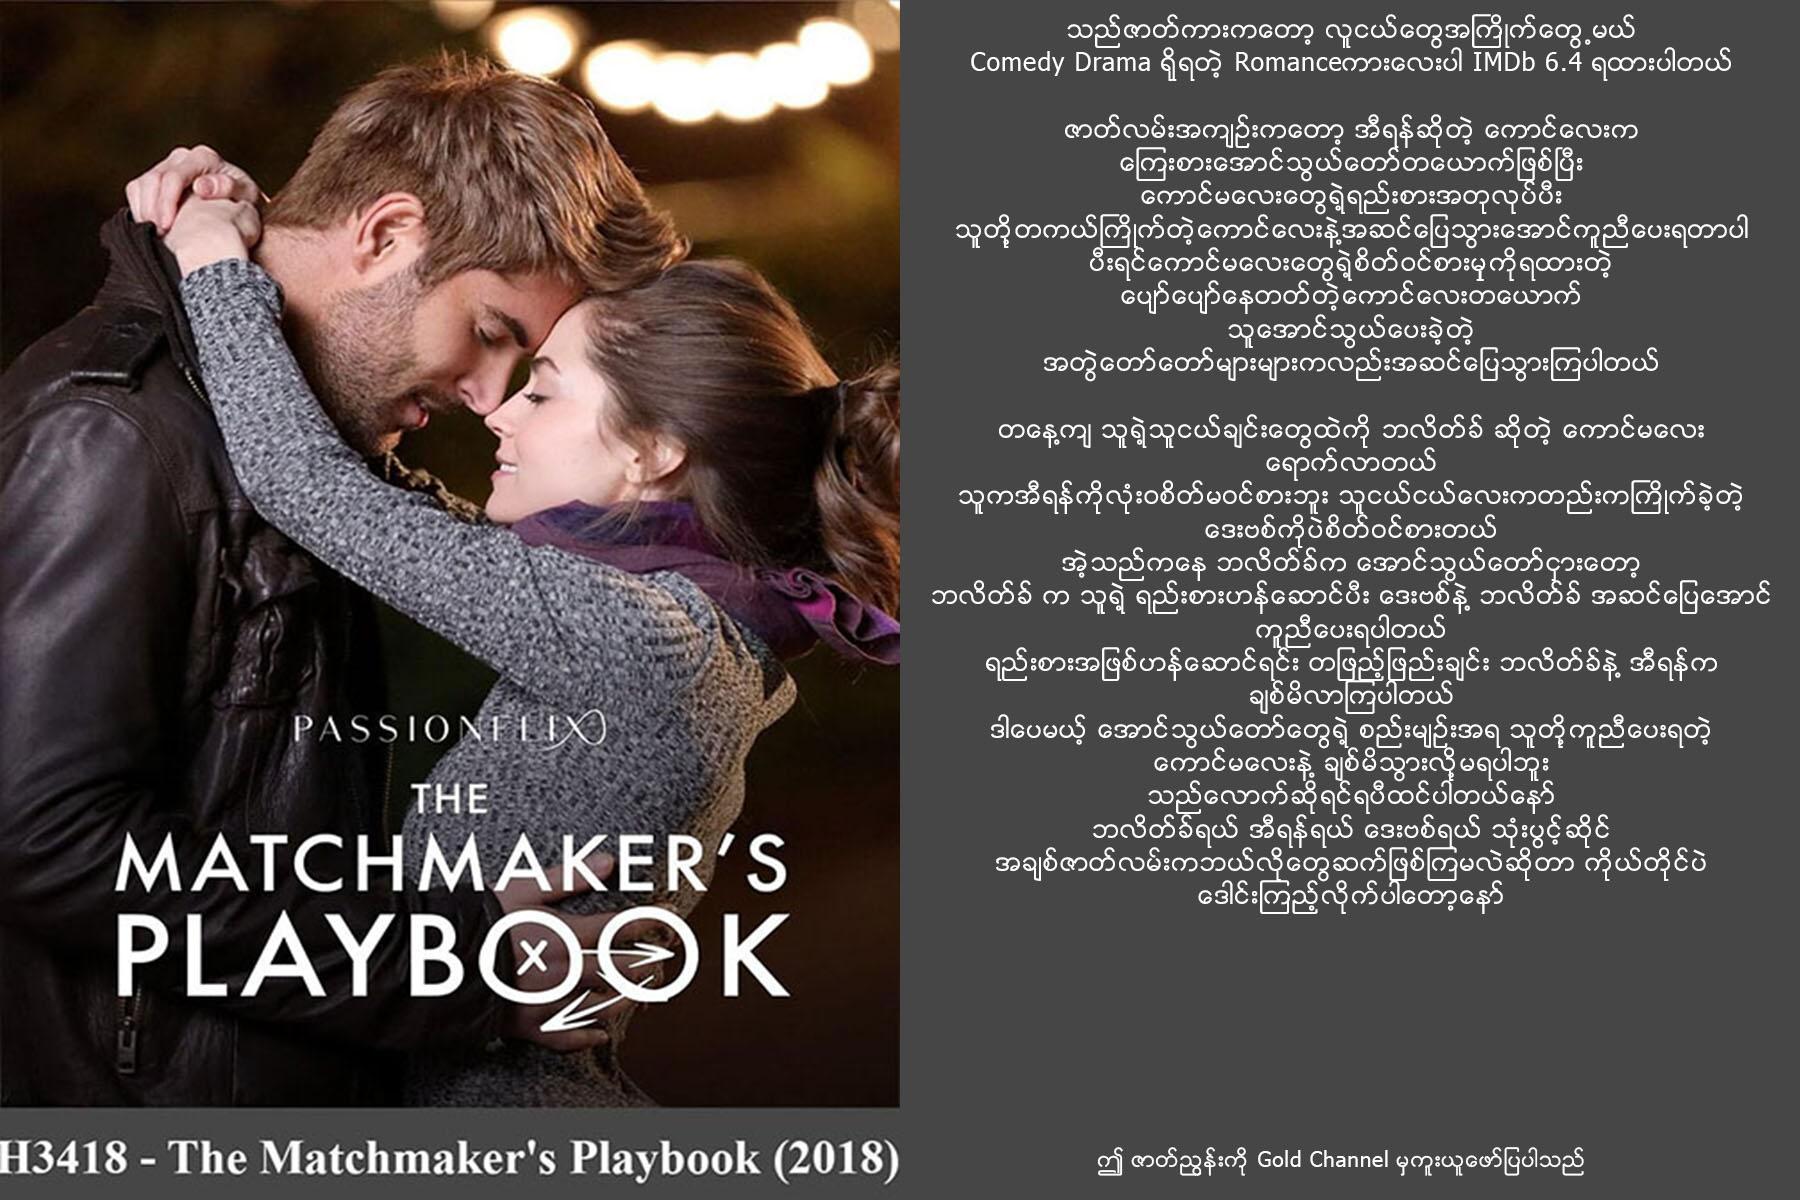 PASSIONFLIX
THE
MATCHMAKER'S
PLAYBOOK
H3418 - The Matchmaker's Playbook (2018)
သည်ဇာတ်ကားကတော့ လူငယ်တွေအကြိုက်တွေ့မယ်
Comedy Drama ရှိရတဲ့ Romanceကားလေးပါ IMDb 6.4 ရထားပါတယ်
ဇာတ်လမ်းအကျဉ်းကတော့ အီရန်ဆိုတဲ့ ကောင်လေးက
ကြေးစားအောင်သွယ်တော်တယောက်ဖြစ်ပြီး
ကောင်မလေးတွေရဲ့ရည်းစားအတုလုပ်ပီး
သူတို့တကယ်ကြိုက်တဲ့ကောင်လေးနဲ့အဆင်ပြေသွားအောင်ကူညီပေးရတာပါ
ပီးရင်ကောင်မလေးတွေရဲ့စိတ်ဝင်စားမှုကိုရထားတဲ့
ပျော်ပျော်နေတတ်တဲ့ကောင်လေးတယောက်
သူအောင်သွယ်ပေးခဲ့တဲ့
အတွဲတော်တော်များများကလည်းအဆင်ပြေသွားကြပါတယ်
တနေ့ကျ သူရဲ့သူငယ်ချင်းတွေထဲကို ဘလိတ်ခ် ဆိုတဲ့ ကောင်မလေး
ရောက်လာတယ်
သူကအီရန်ကိုလုံးဝစိတ်မဝင်စားဘူး သူငယ်ငယ်လေးကတည်းကကြိုက်ခဲ့တဲ့
ဒေးဗစ်ကိုပဲစိတ်ဝင်စားတယ်
အဲ့သည်ကနေ ဘလိတ်ခ်က အောင်သွယ်တော်ငှားတော့
ဘလိတ်ခ် က သူရဲ့ ရည်းစားဟန်ဆောင်ပီး ဒေးဗစ်နဲ့ ဘလိတ်ခ် အဆင်ပြေအောင်
ကူညီပေးရပါတယ်
ရည်းစားအဖြစ်ဟန်ဆောင်ရင်း တဖြည့်ဖြည်းချင်း ဘလိတ်ခ်နဲ့ အီရန်က
ချစ်မိလာကြပါတယ်
ဒါပေမယ့် အောင်သွယ်တော်တွေရဲ့ စည်းမျဉ်းအရ သူတို့ကူညီပေးရတဲ့
ကောင်မလေးနဲ့ ချစ်မိသွားလို့မရပါဘူး
သည်လောက်ဆိုရင်ရပီထင်ပါတယ်နော်
ဘလိတ်ခ်ရယ် အီရန်ရယ် ဒေးဗစ်ရယ် သုံးပွင့်ဆိုင်
အချစ်ဇာတ်လမ်းကဘယ်လိုတွေဆက်ဖြစ်ကြမလဲဆိုတာ ကိုယ်တိုင်ပဲ
ဒေါင်းကြည့်လိုက်ပါတော့နော်
ဤ ဇာတ်ညွှန်းကို Gold Channel မှကူးယူဖော်ပြပါသည်